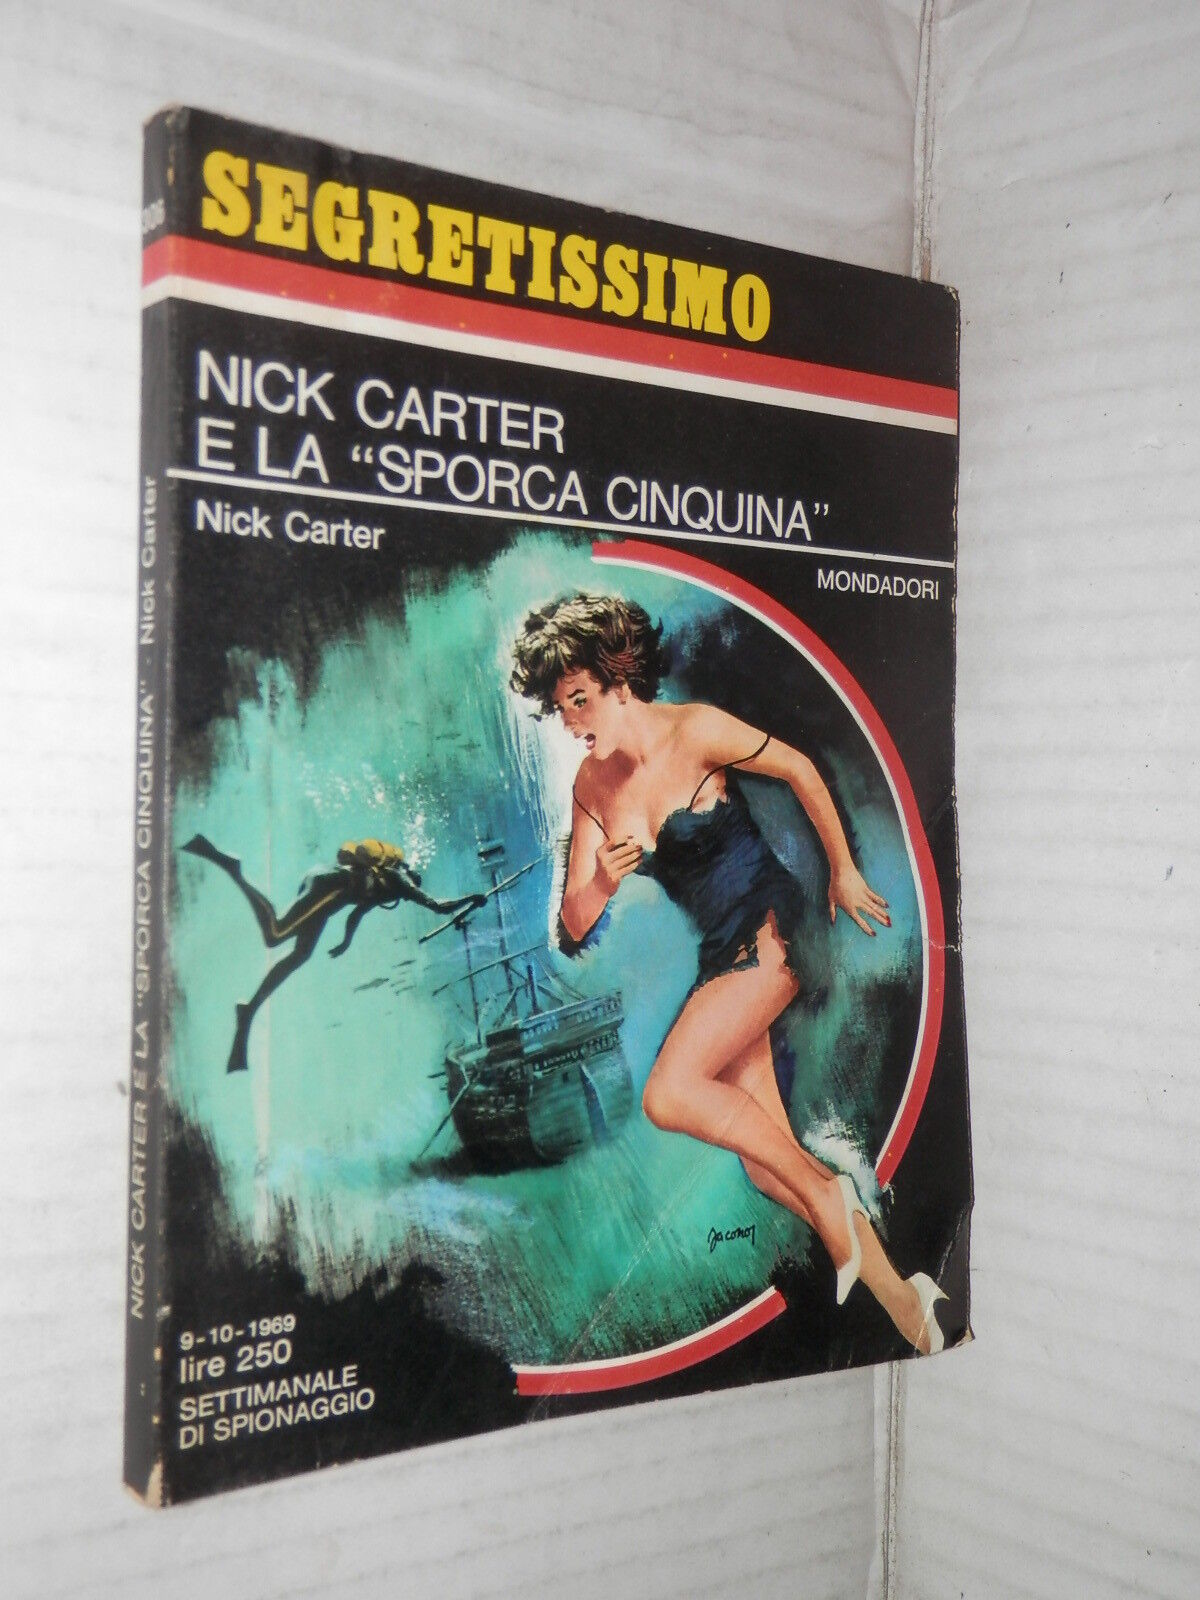 306
SEGRETISSIMO
NICK CARTER
E LA “SPORCA CINQUINA”
Nick Carter
MONDADORI
Jacono
9-10-1969
lire 250
SETTIMANALE
DI SPIONAGGIO
NICK CARTER E LA “SPORCA CINQUINA” - Nick Carter